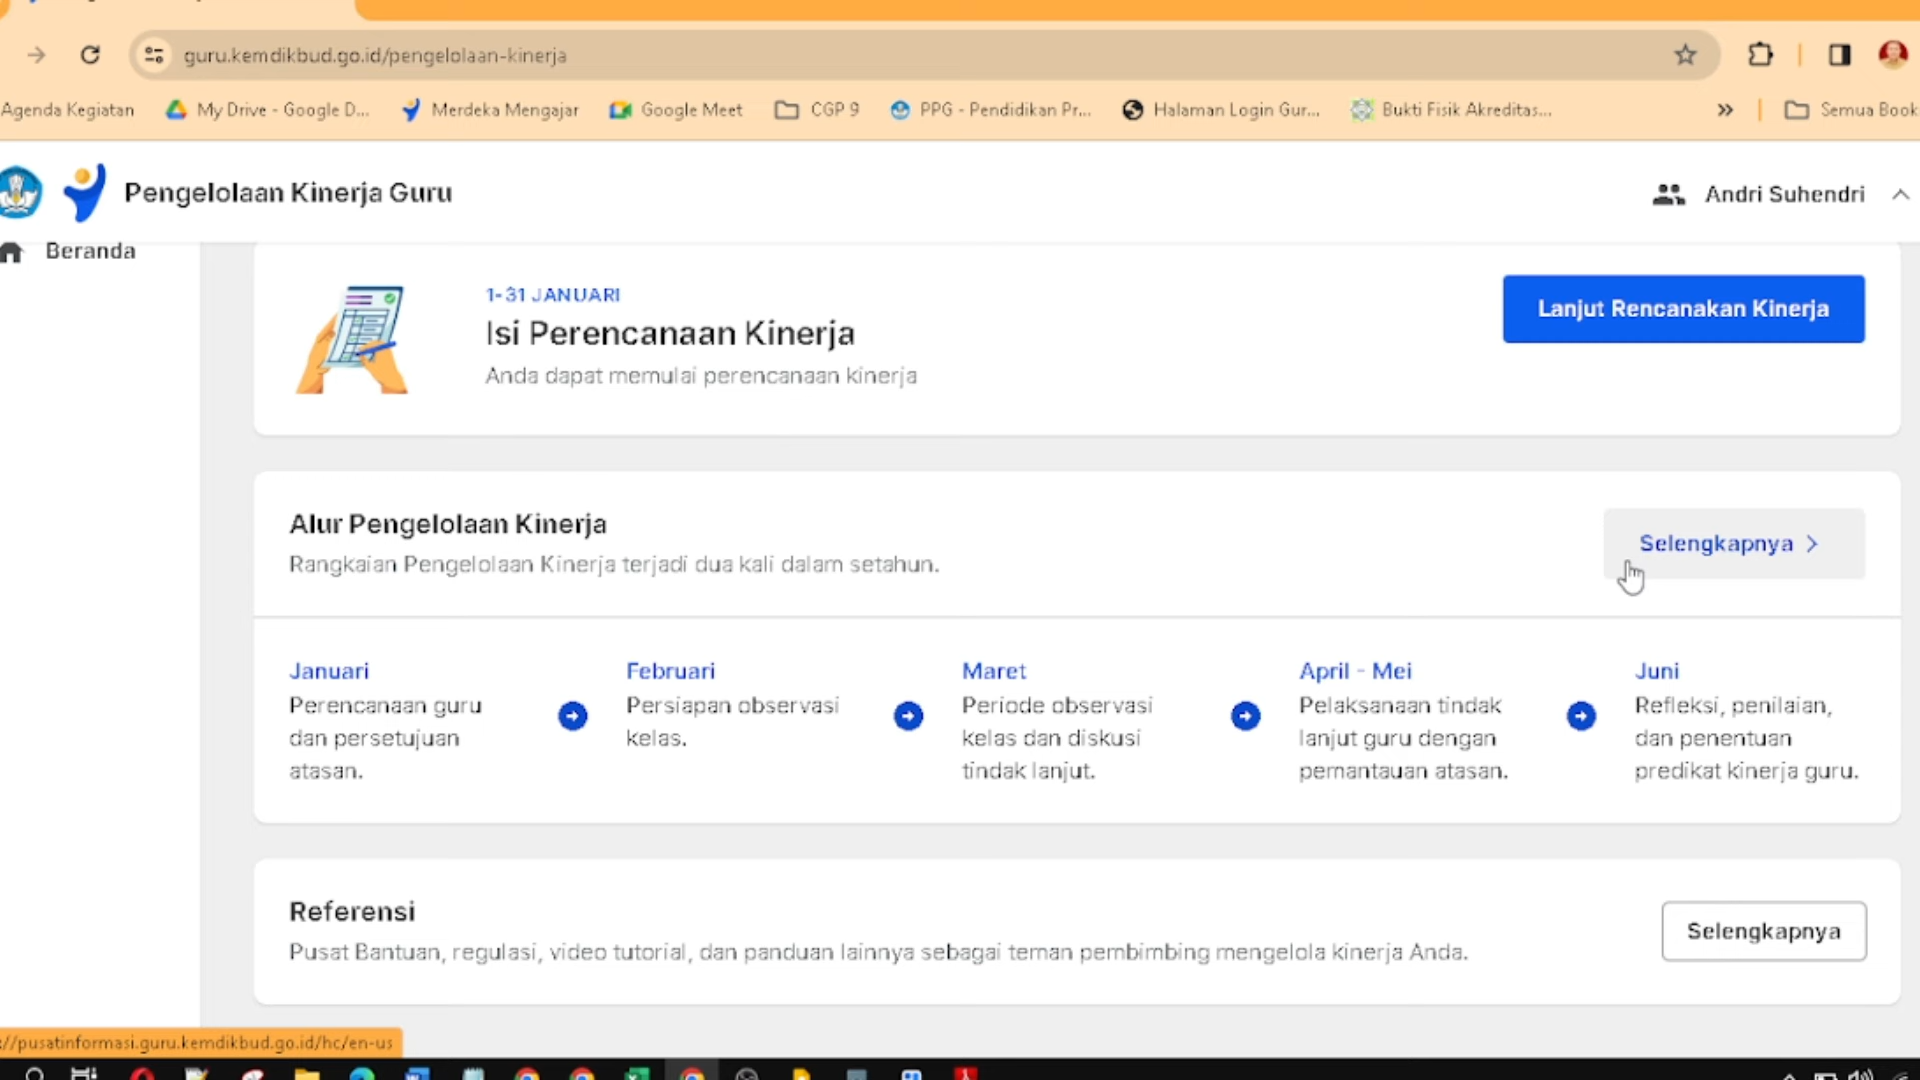 guru.kemdikbud.go.id/pengelolaan-kinerja
Agenda Kegiatan
My Drive - Google D...
Merdeka Mengajar
Google Meet
CGP 9
PPG - Pendidikan Pr...
Halaman Login Gur...
Bukti Fisik Akreditas...
Semua Book
Pengelolaan Kinerja Guru
Andri Suhendri
Beranda
1-31 JANUARI
Isi Perencanaan Kinerja
Anda dapat memulai perencanaan kinerja
Lanjut Rencanakan Kinerja
Alur Pengelolaan Kinerja
Rangkaian Pengelolaan Kinerja terjadi dua kali dalam setahun.
Selengkapnya >
Januari
Perencanaan guru
dan persetujuan
atasan.
Februari
Persiapan observasi
kelas.
Maret
Periode observasi
kelas dan diskusi
tindak lanjut.
April - Mei
Pelaksanaan tindak
lanjut guru dengan
pemantauan atasan.
Juni
Refleksi, penilaian,
dan penentuan
predikat kinerja guru.
Referensi
Pusat Bantuan, regulasi, video tutorial, dan panduan lainnya sebagai teman pembimbing mengelola kinerja Anda.
Selengkapnya
://pusatinformasi.guru.kemdikbud.go.id/hc/en-us